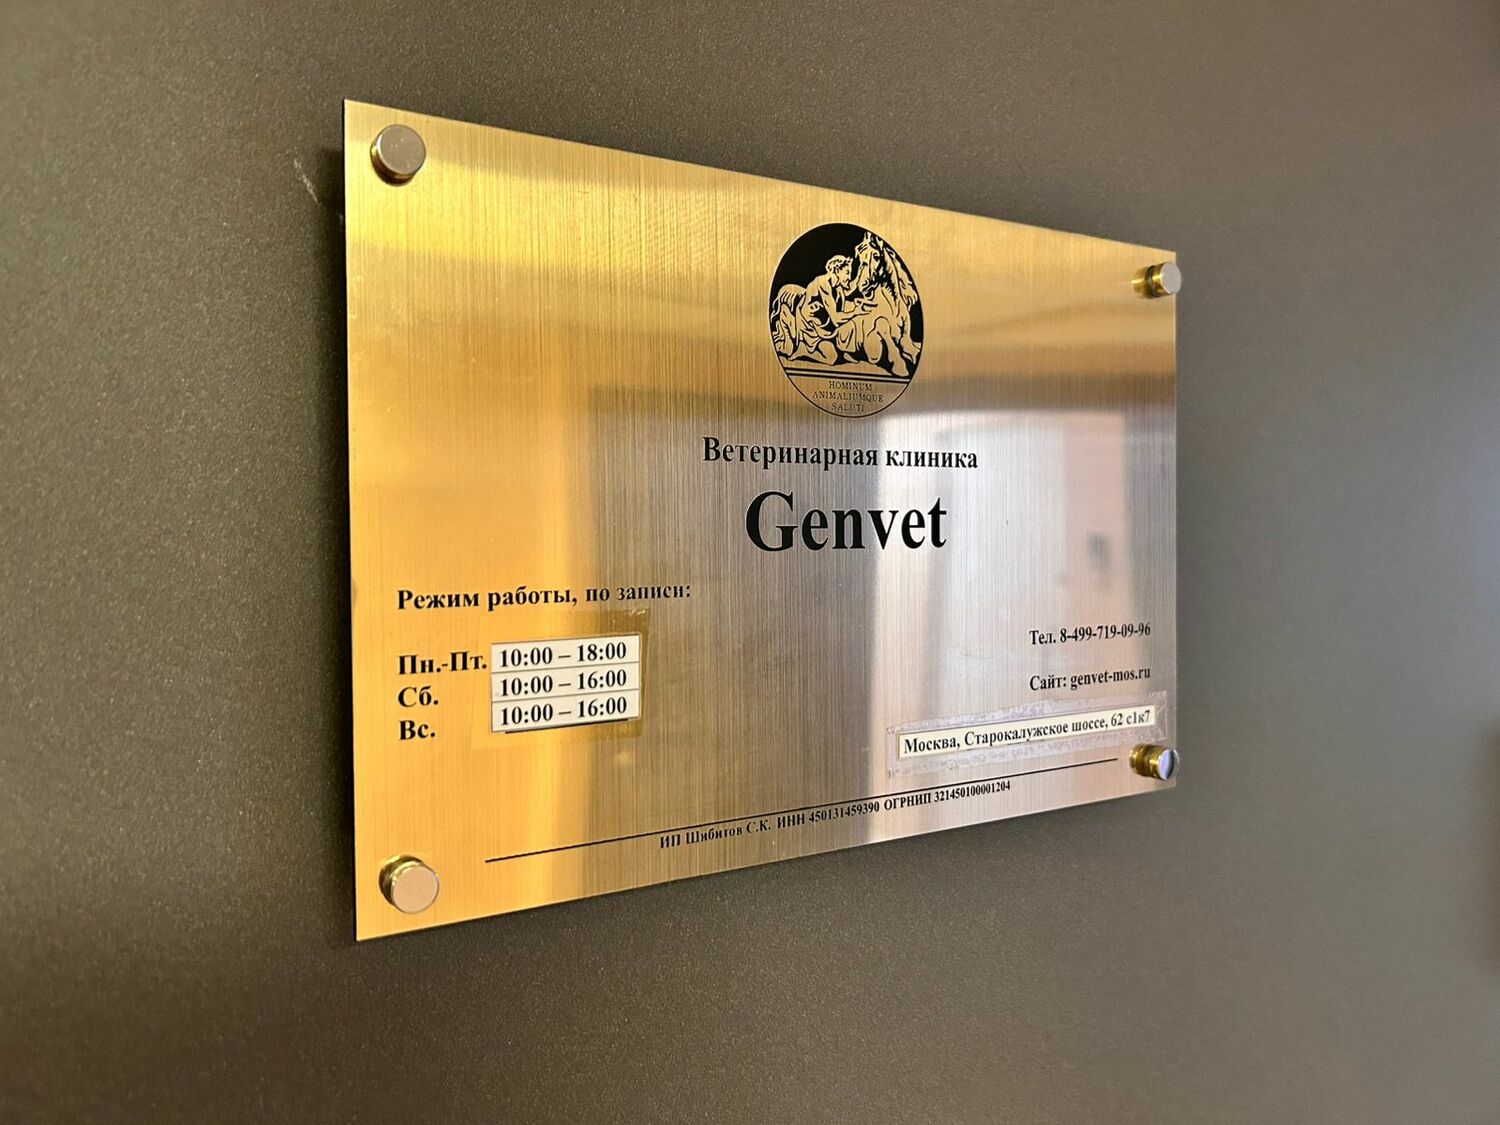 HOMINUM
ANIMALIUMQUE
SALUTI
Ветеринарная клиника
Genvet
Режим работы, по записи:
Пн.-Пт. 10:00 – 18:00
Сб. 10:00 – 16:00
Вс. 10:00 – 16:00
Тел. 8-499-719-09-96
Сайт: genvet-mos.ru
Москва, Старокалужское шоссе, 62 с1к7
ИП Шибитов С.К. ИНН 450131459390 ОГРНИП 321450100001204